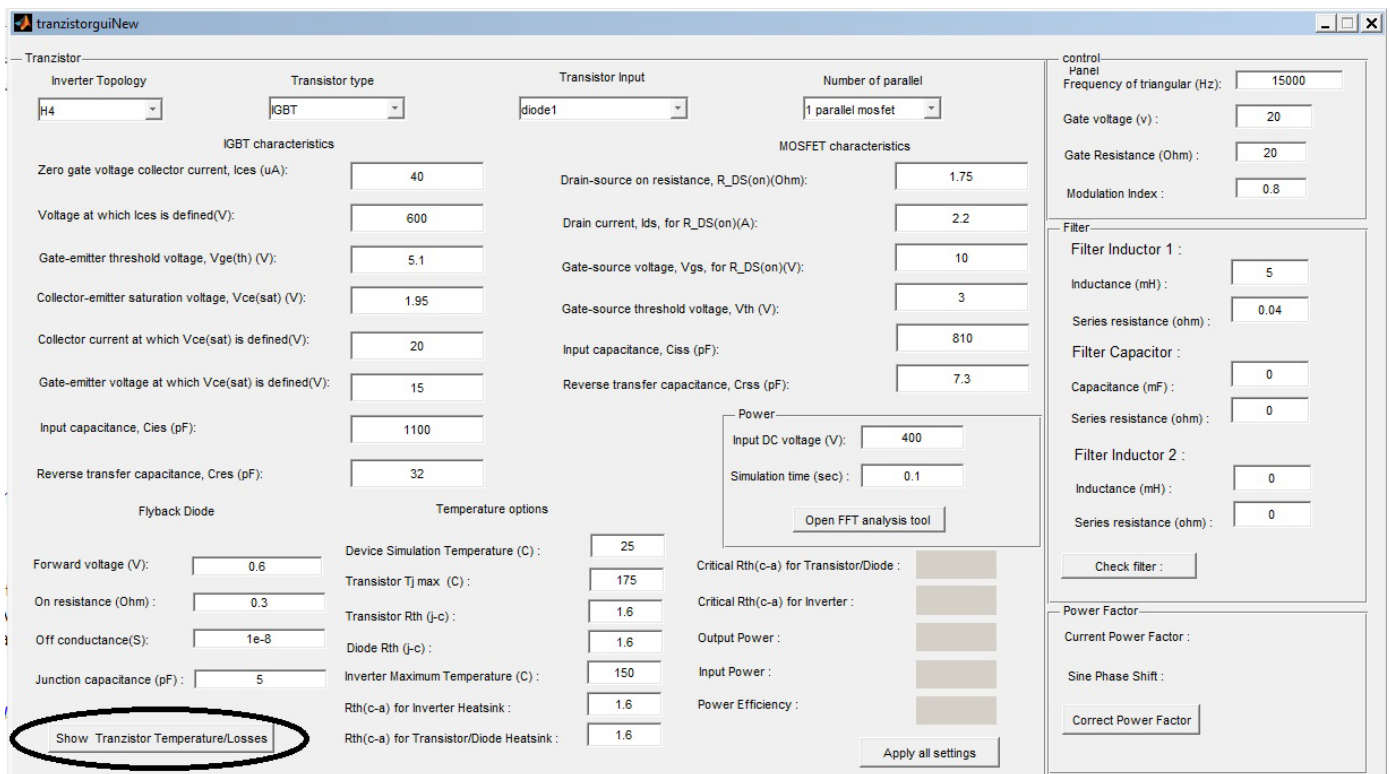 tranzistorguiNew
Tranzistor
Inverter Topology
Transistor type
Transistor Input
Number of parallel
H4
IGBT
diode1
1 parallel mosfet
IGBT characteristics
Zero gate voltage collector current, Ices (uA):
40
Voltage at which Ices is defined(V):
600
Gate-emitter threshold voltage, Vge(th) (V):
5.1
Collector-emitter saturation voltage, Vce(sat) (V):
1.95
Collector current at which Vce(sat) is defined(V):
20
Gate-emitter voltage at which Vce(sat) is defined(V):
15
Input capacitance, Cies (pF):
1100
Reverse transfer capacitance, Cres (pF):
32
MOSFET characteristics
Drain-source on resistance, R_DS(on)(Ohm):
1.75
Drain current, Ids, for R_DS(on)(A):
2.2
Gate-source voltage, Vgs, for R_DS(on)(V):
10
Gate-source threshold voltage, Vth (V):
3
Input capacitance, Ciss (pF):
810
Reverse transfer capacitance, Crss (pF):
7.3
Power
Input DC voltage (V):
400
Simulation time (sec) :
0.1
Open FFT analysis tool
Flyback Diode
Forward voltage (V):
0.6
On resistance (Ohm) :
0.3
Off conductance(S):
1e-8
Junction capacitance (pF) :
5
Show Tranzistor Temperature/Losses
Temperature options
Device Simulation Temperature (C) :
25
Transistor Tj max (C) :
175
Transistor Rth (j-c) :
1.6
Diode Rth (j-c) :
1.6
Inverter Maximum Temperature (C) :
150
Rth(c-a) for Inverter Heatsink :
1.6
Rth(c-a) for Transistor/Diode Heatsink :
1.6
Critical Rth(c-a) for Transistor/Diode :
Critical Rth(c-a) for Inverter :
Output Power :
Input Power :
Power Efficiency :
Apply all settings
control
Panel
Frequency of triangular (Hz):
15000
Gate voltage (v) :
20
Gate Resistance (Ohm) :
20
Modulation Index :
0.8
Filter
Filter Inductor 1 :
Inductance (mH) :
5
Series resistance (ohm) :
0.04
Filter Capacitor :
Capacitance (mF) :
0
Series resistance (ohm) :
0
Filter Inductor 2 :
Inductance (mH) :
0
Series resistance (ohm) :
0
Check filter :
Power Factor
Current Power Factor :
Sine Phase Shift :
Correct Power Factor